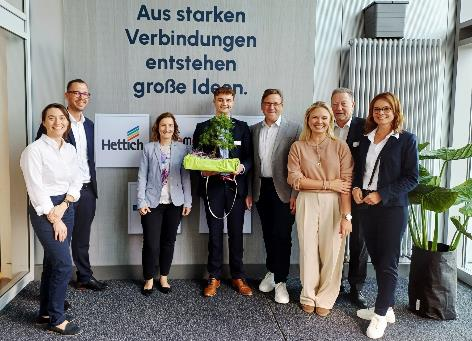 Aus starken
Verbindungen
entstehen
große Ideen.
Hettich